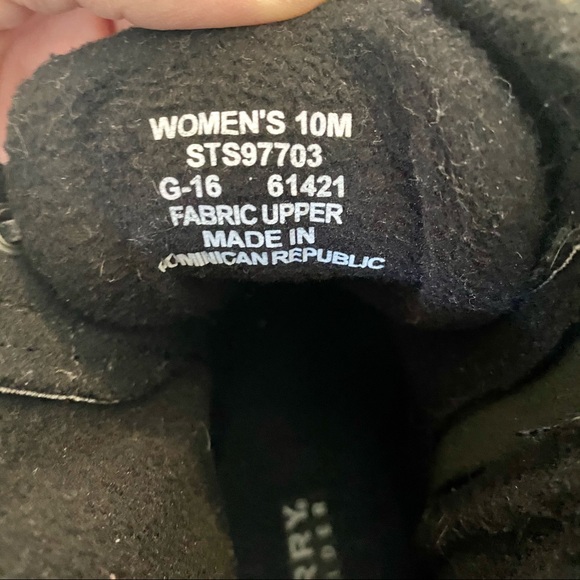 WOMEN'S 10M
STS97703
G-16 61421
FABRIC UPPER
MADE IN
DOMINICAN REPUBLIC